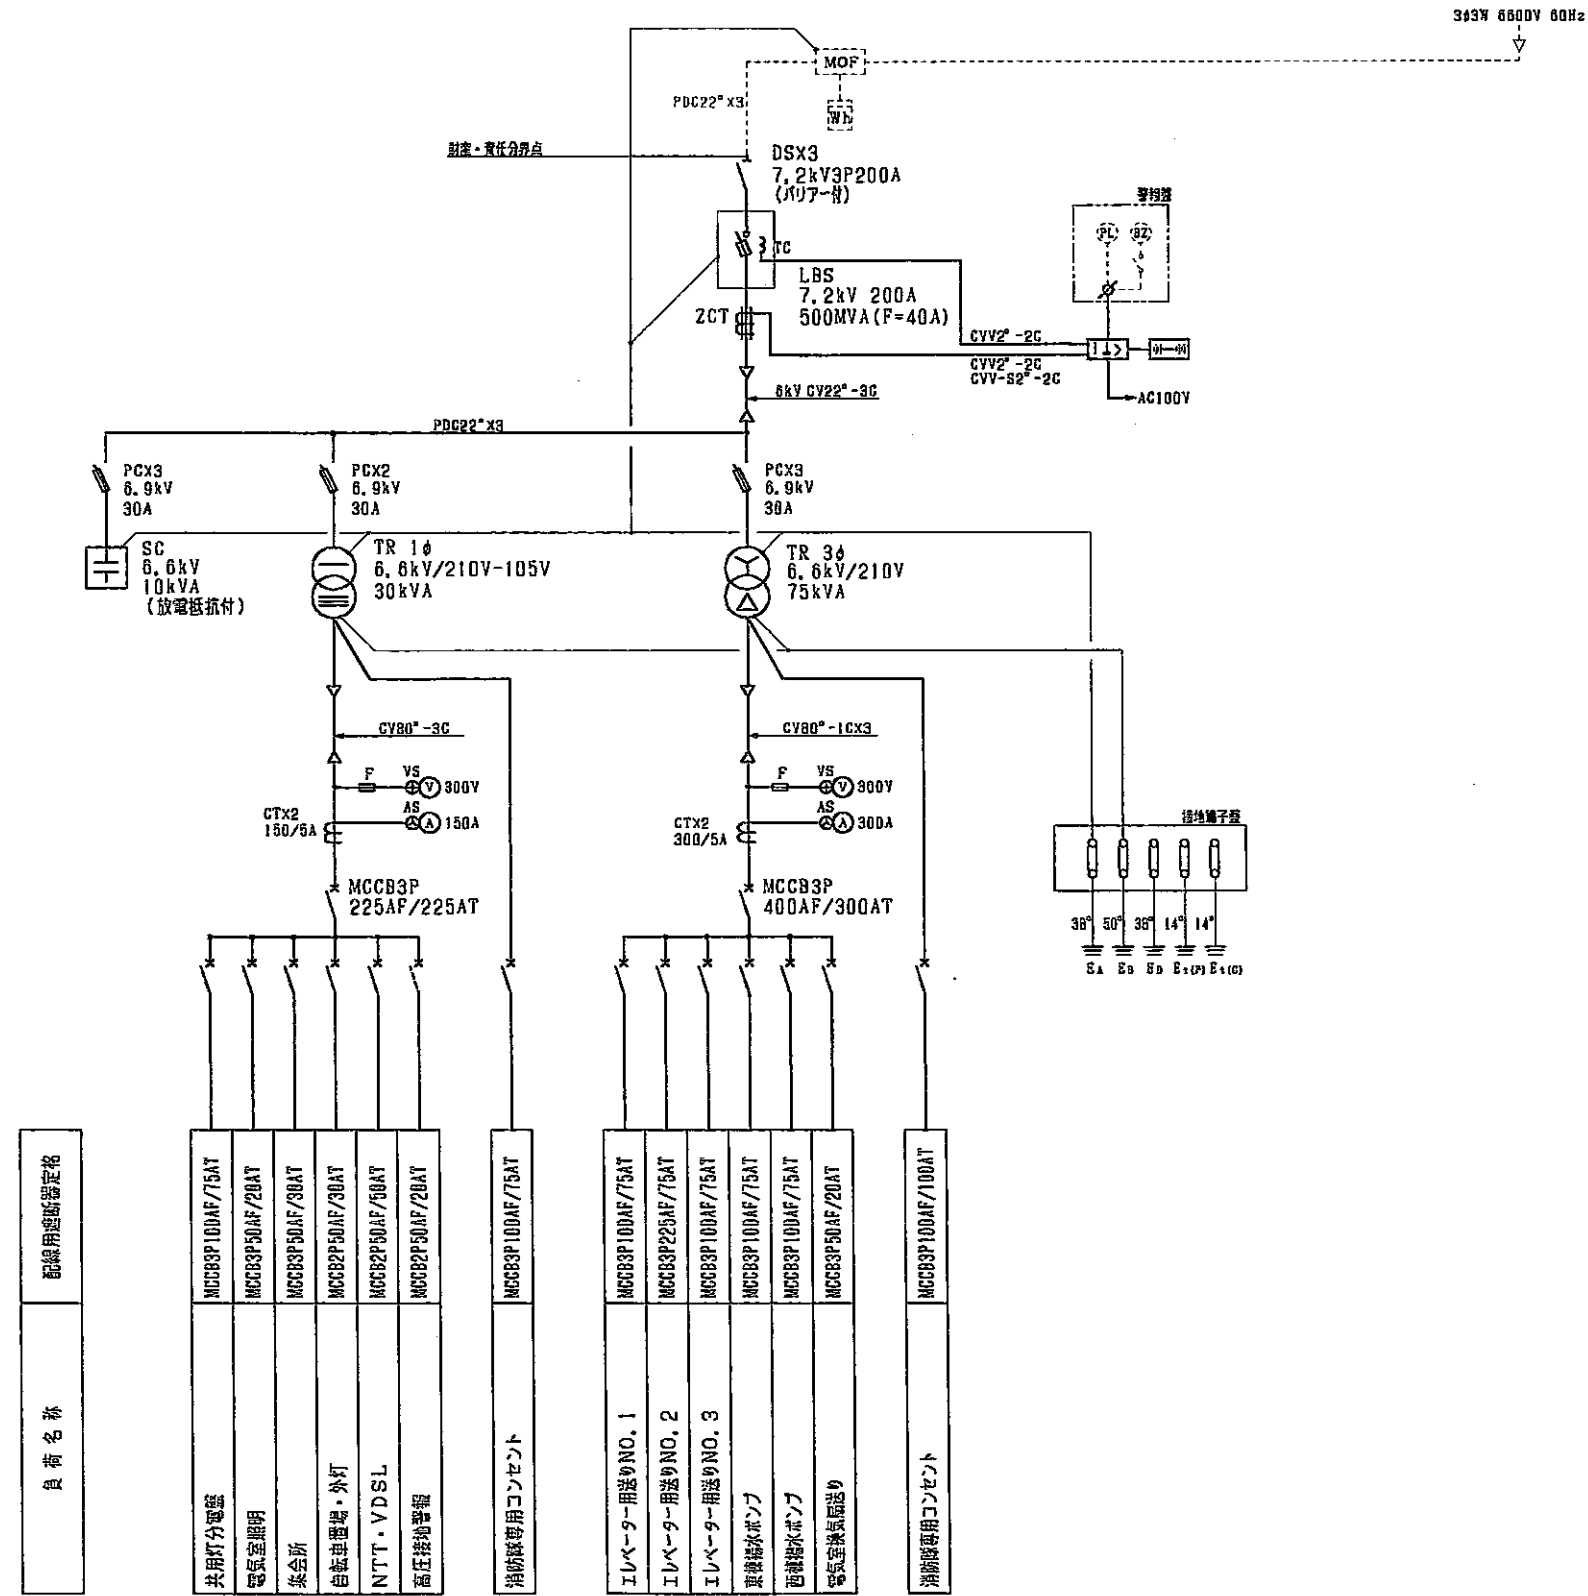 3φ3W 6600V 60Hz
MOF
Wh
PDC22°X3
財産・責任分界点
DSX3
7.2kV3P200A
(バリアー付)
TC
LBS
7.2kV 200A
500MVA(F=40A)
ZCT
警報盤
PL
BZ
CVV2°-2C
CVV2°-2C
CVV-S2°-2C
I⊥>
AC100V
6kV CV22°-3C
PDC22°X3
PCX3
6.9kV
30A
PCX2
6.9kV
30A
PCX3
6.9kV
30A
SC
6.6kV
10kVA
(放電抵抗付)
TR 1φ
6.6kV/210V-105V
30kVA
TR 3φ
6.6kV/210V
75kVA
CV80°-3C
CV80°-1CX3
F
VS
V
300V
AS
A
150A
CTX2
150/5A
F
VS
V
300V
AS
A
300A
CTX2
300/5A
MCCB3P
225AF/225AT
MCCB3P
400AF/300AT
接地端子盤
38°
50°
38°
14°
14°
EA
EB
ED
Et(P)
Et(C)
配線用遮断器定格
MCCB3P100AF/75AT
MCCB3P50AF/20AT
MCCB3P50AF/30AT
MCCB2P50AF/30AT
MCCB2P50AF/50AT
MCCB2P50AF/20AT
MCCB3P100AF/75AT
MCCB3P100AF/75AT
MCCB3P225AF/75AT
MCCB3P100AF/75AT
MCCB3P100AF/75AT
MCCB3P100AF/75AT
MCCB3P50AF/20AT
MCCB3P100AF/100AT
負荷名称
共用灯分電盤
電気室照明
集会所
自転車置場・外灯
NTT・VDSL
高圧接地警報
消防隊専用コンセント
エレベーター用送りNO.1
エレベーター用送りNO.2
エレベーター用送りNO.3
東棟揚水ポンプ
西棟揚水ポンプ
電気室換気扇送り
消防隊専用コンセント